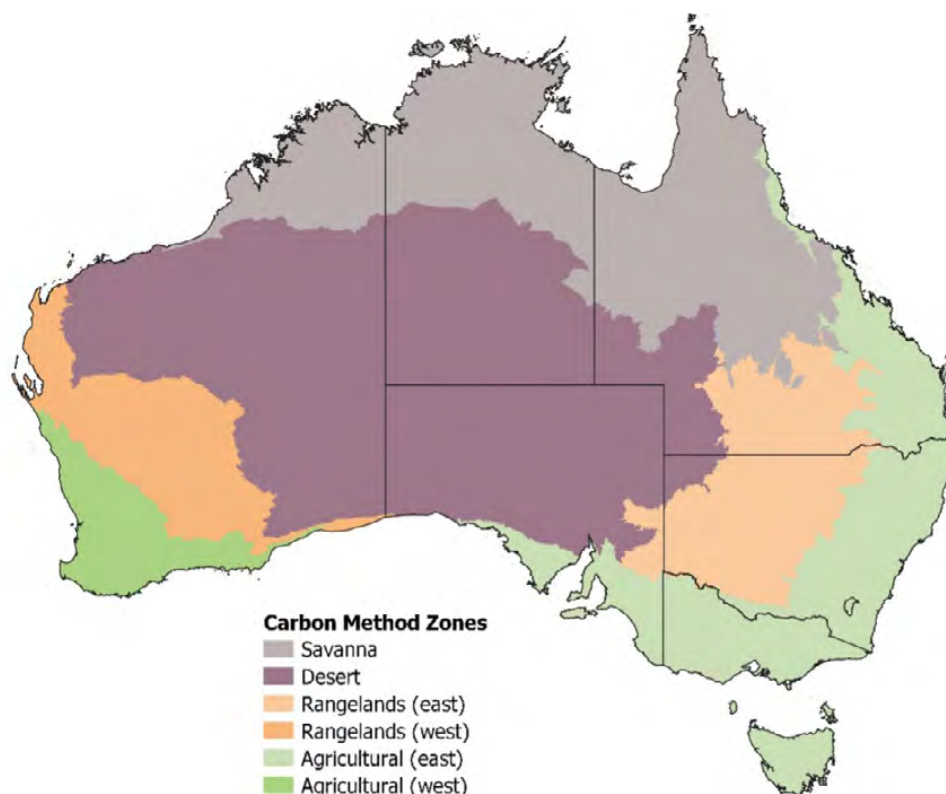 Carbon Method Zones
Savanna
Desert
Rangelands (east)
Rangelands (west)
Agricultural (east)
Agricultural (west)